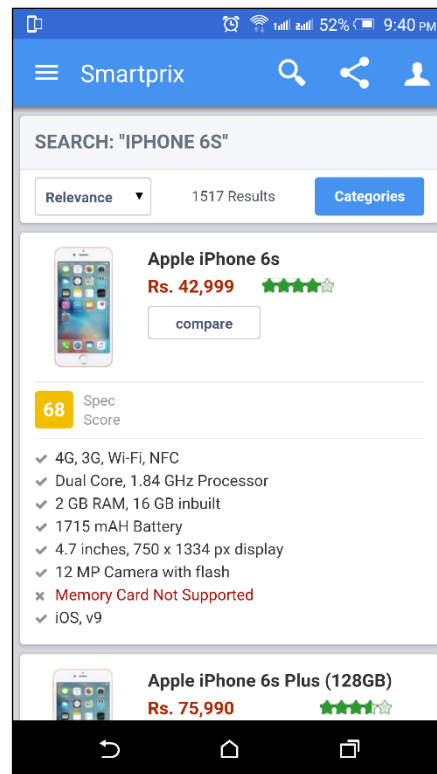 52% 9:40 PM
Smartprix
SEARCH: "IPHONE 6S"
Relevance ▼ 1517 Results Categories
Apple iPhone 6s
Rs. 42,999
compare
68 Spec Score
4G, 3G, Wi-Fi, NFC
Dual Core, 1.84 GHz Processor
2 GB RAM, 16 GB inbuilt
1715 mAH Battery
4.7 inches, 750 x 1334 px display
12 MP Camera with flash
Memory Card Not Supported
iOS, v9
Apple iPhone 6s Plus (128GB)
Rs. 75,990